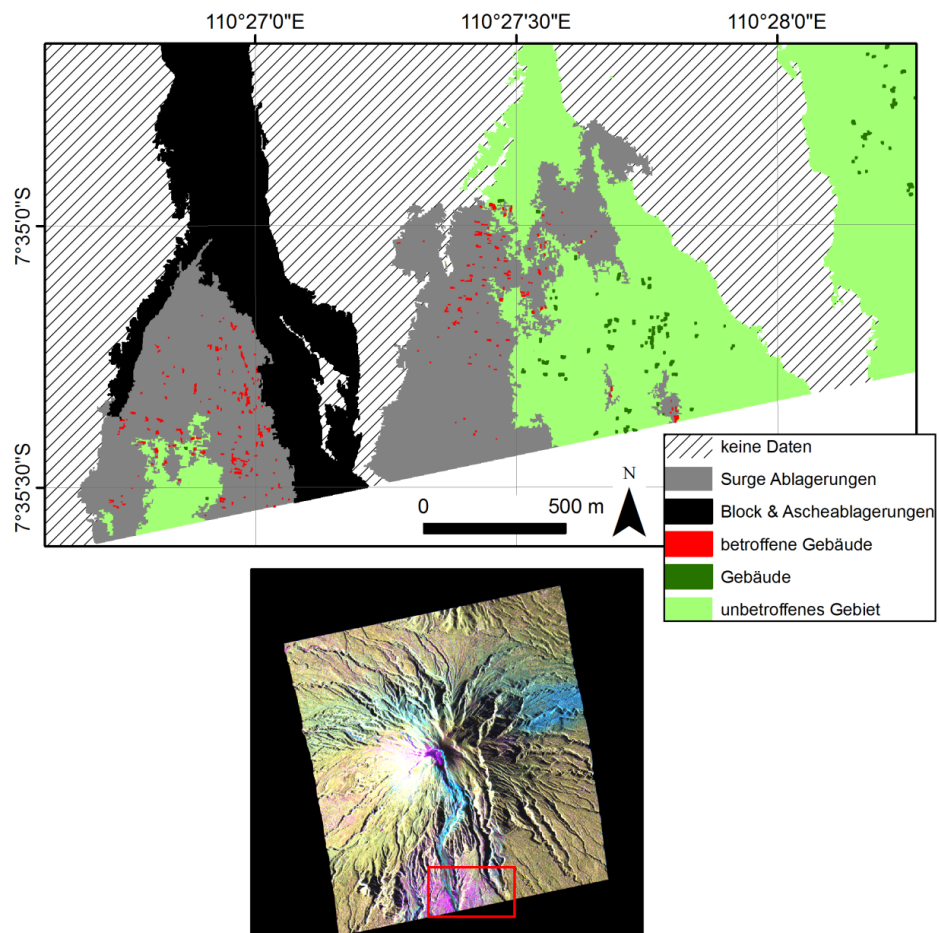 110°27'0"E 110°27'30"E 110°28'0"E
7°35'0"S
7°35'30"S
N
0 500 m
keine Daten
Surge Ablagerungen
Block & Ascheablagerungen
betroffene Gebäude
Gebäude
unbetroffenes Gebiet